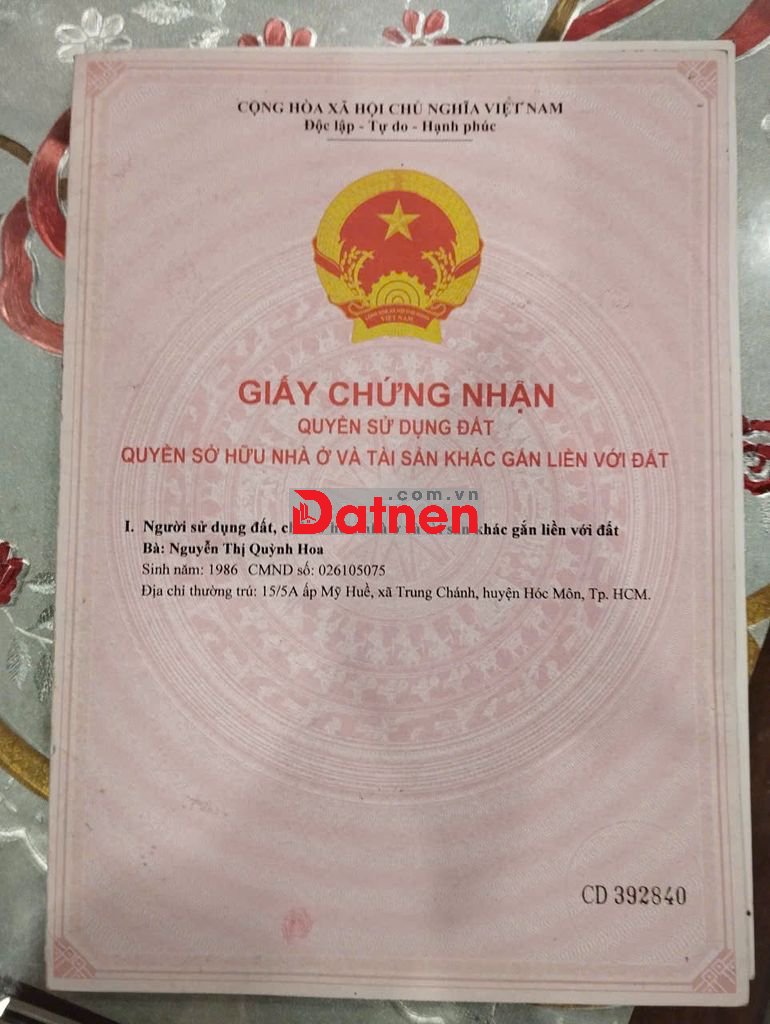 CỘNG HÒA XÃ HỘI CHỦ NGHĨA VIỆT NAM
Độc lập - Tự do - Hạnh phúc
VIỆT NAM
GIẤY CHỨNG NHẬN
QUYỀN SỬ DỤNG ĐẤT
QUYỀN SỞ HỮU NHÀ Ở VÀ TÀI SẢN KHÁC GẮN LIỀN VỚI ĐẤT
.com.vn
Datnen
I. Người sử dụng đất, khác gắn liền với đất
Bà: Nguyễn Thị Quỳnh Hoa
Sinh năm: 1986 CMND số: 026105075
Địa chỉ thường trú: 15/5A ấp Mỹ Huề, xã Trung Chánh, huyện Hóc Môn, Tp. HCM.
CD 392840